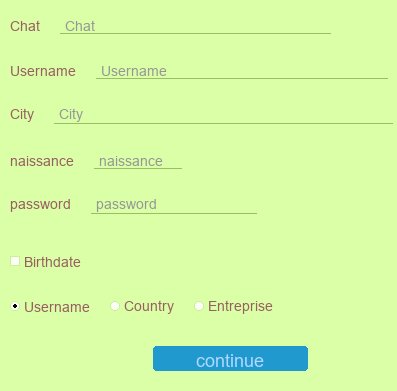 Chat Chat
Username Username
City City
naissance naissance
password password
Birthdate
Username Country Entreprise
continue